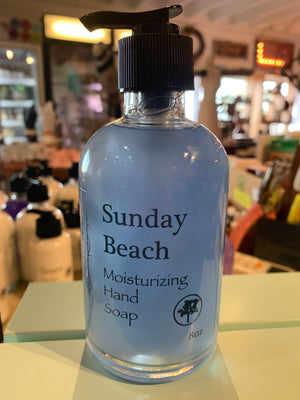 Sunday
Beach
Moisturizing
Hand
Soap
8oz